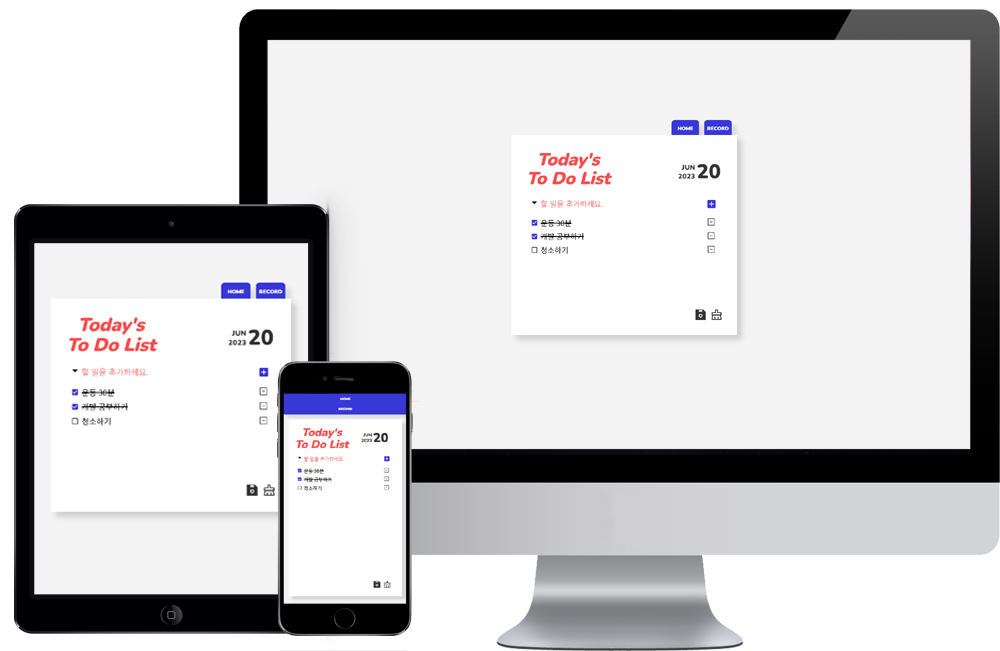 HOME RECORD
Today's
To Do List
JUN
2023 20
할 일을 추가하세요.
운동 30분
개발 공부하기
청소하기
HOME RECORD
Today's
To Do List
JUN
2023 20
할 일을 추가하세요.
운동 30분
개발 공부하기
청소하기
HOME
RECORD
Today's
To Do List
JUN
2023 20
할 일을 추가하세요.
운동 30분
개발 공부하기
청소하기